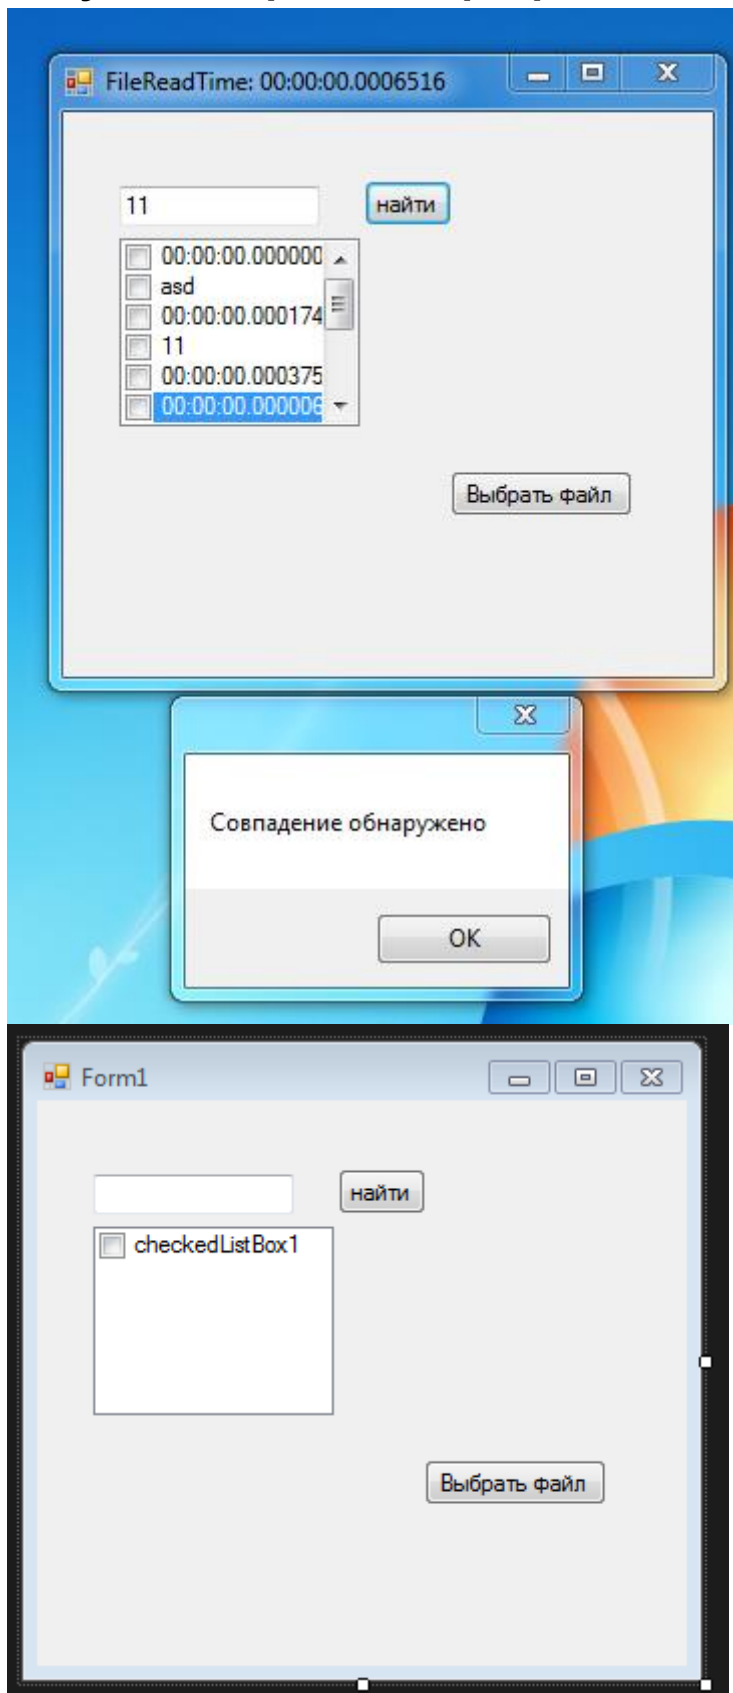 FileReadTime: 00:00:00.0006516
11
найти
00:00:00.000000
asd
00:00:00.000174
11
00:00:00.000375
00:00:00.000006
Выбрать файл
Совпадение обнаружено
OK
Form1
найти
checkedListBox1
Выбрать файл